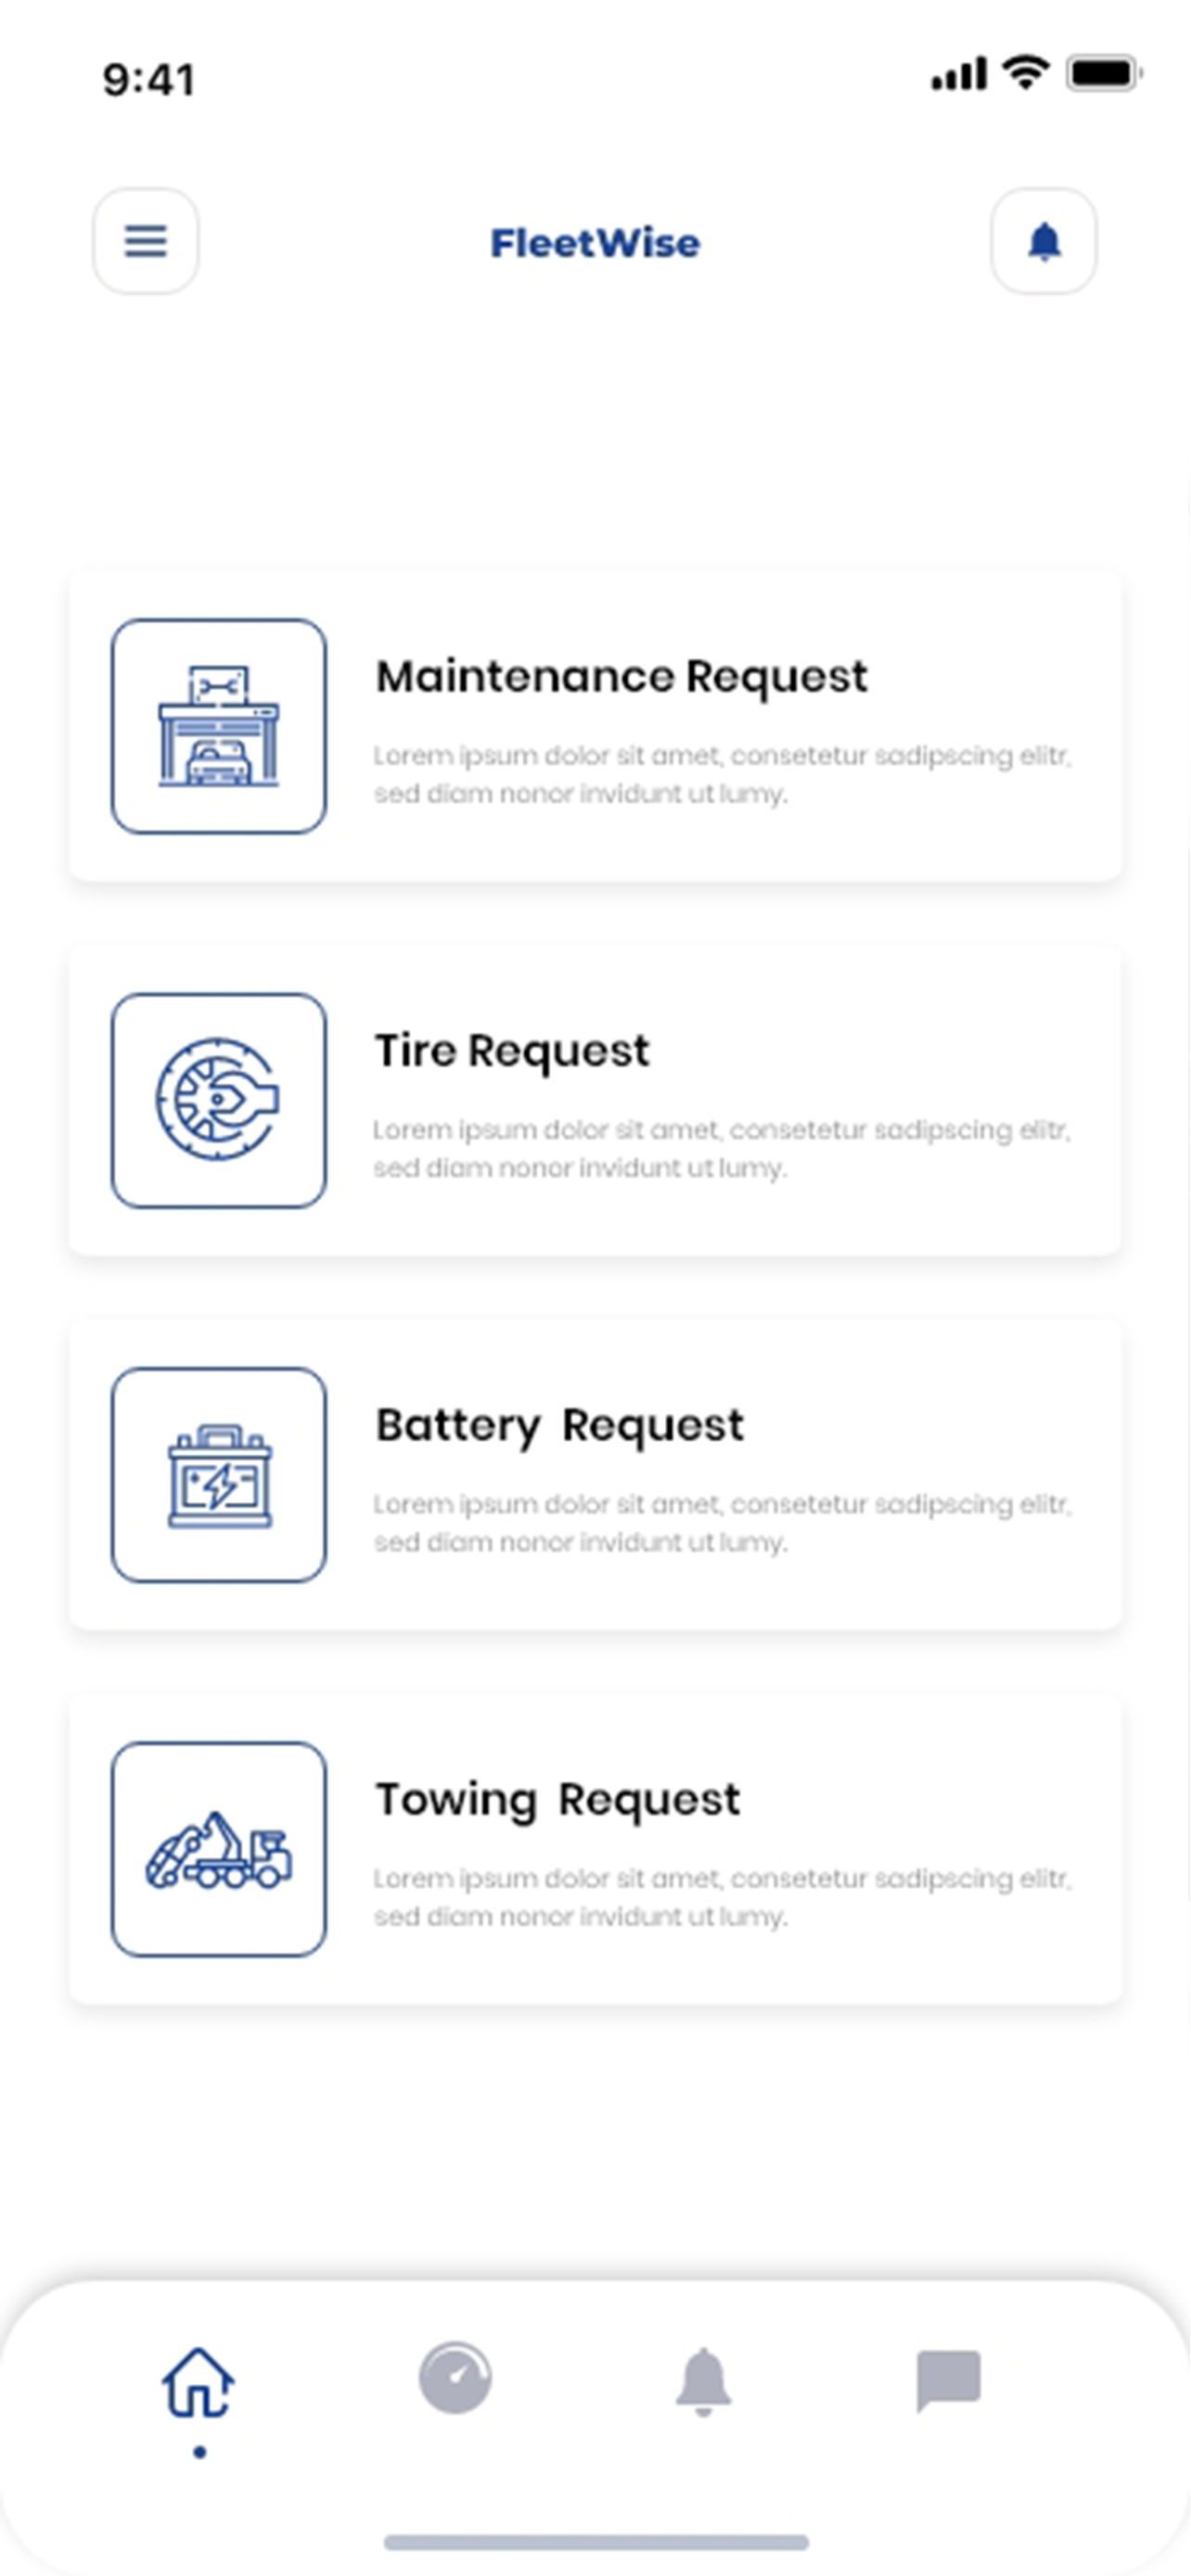 9:41
FleetWise
Maintenance Request
Lorem ipsum dolor sit amet, consetetur sadipscing elitr,
sed diam nonor invidunt ut lumy.
Tire Request
Lorem ipsum dolor sit amet, consetetur sadipscing elitr,
sed diam nonor invidunt ut lumy.
Battery  Request
Lorem ipsum dolor sit amet, consetetur sadipscing elitr,
sed diam nonor invidunt ut lumy.
Towing  Request
Lorem ipsum dolor sit amet, consetetur sadipscing elitr,
sed diam nonor invidunt ut lumy.